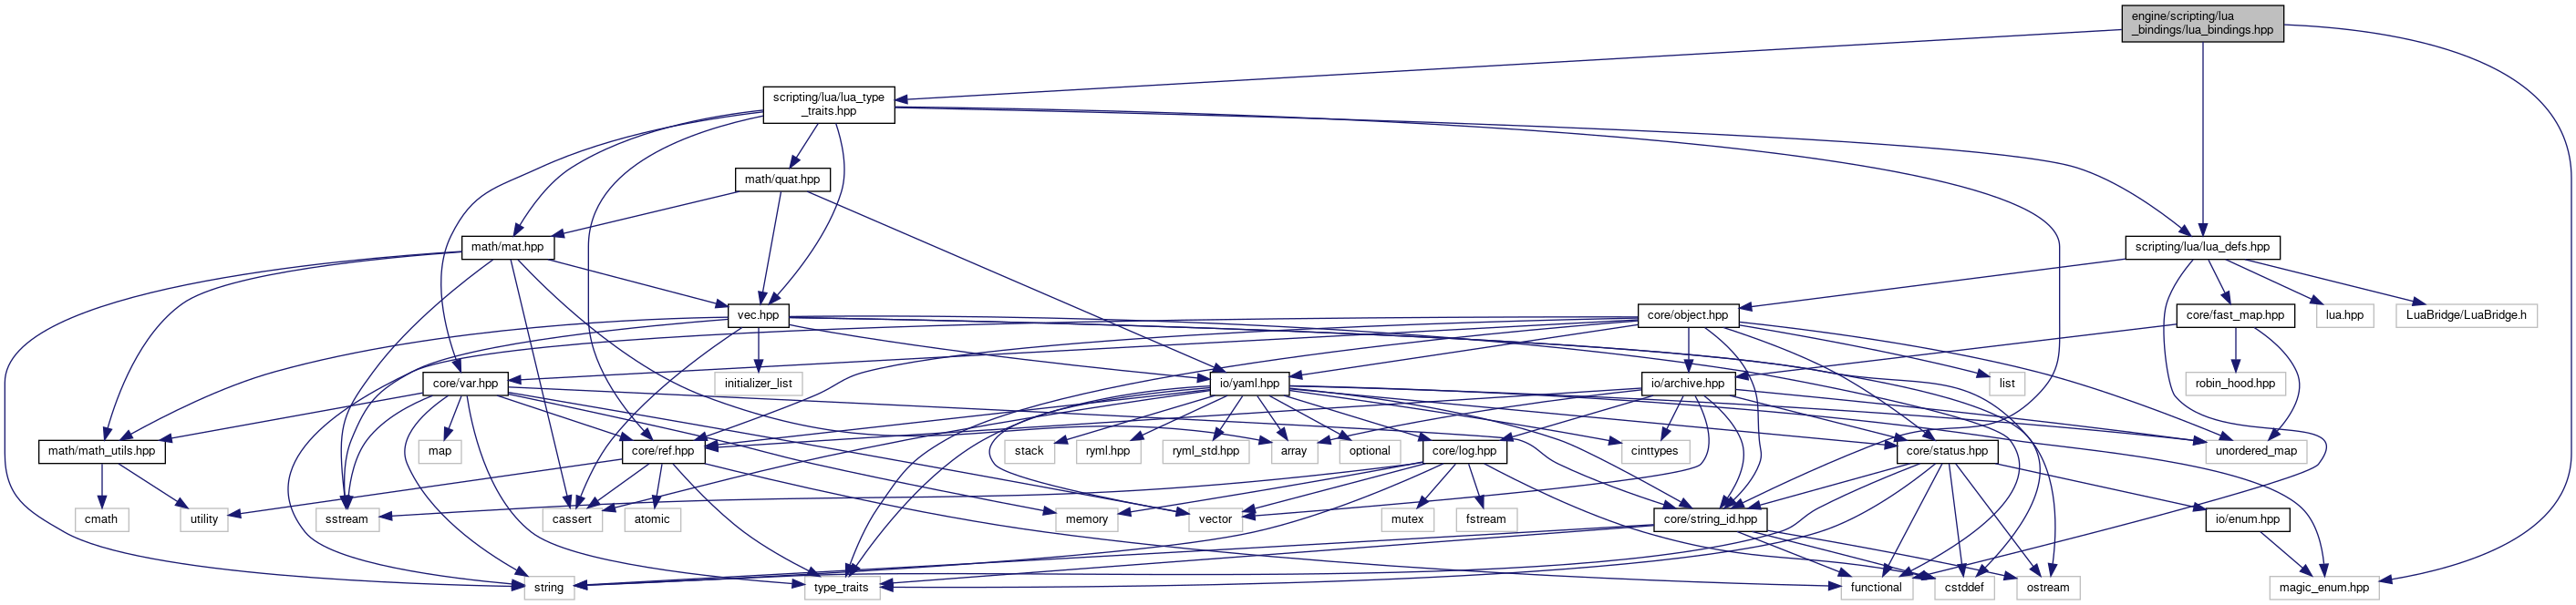 engine/scripting/lua
_bindings/lua_bindings.hpp
scripting/lua/lua_type
_traits.hpp
math/quat.hpp
math/mat.hpp
scripting/lua/lua_defs.hpp
vec.hpp
core/object.hpp
core/fast_map.hpp
lua.hpp
LuaBridge/LuaBridge.h
core/var.hpp
initializer_list
io/yaml.hpp
io/archive.hpp
list
robin_hood.hpp
math/math_utils.hpp
map
core/ref.hpp
stack
ryml.hpp
ryml_std.hpp
array
optional
core/log.hpp
cinttypes
core/status.hpp
unordered_map
cmath
utility
sstream
cassert
atomic
memory
vector
mutex
fstream
core/string_id.hpp
io/enum.hpp
string
type_traits
functional
cstddef
ostream
magic_enum.hpp